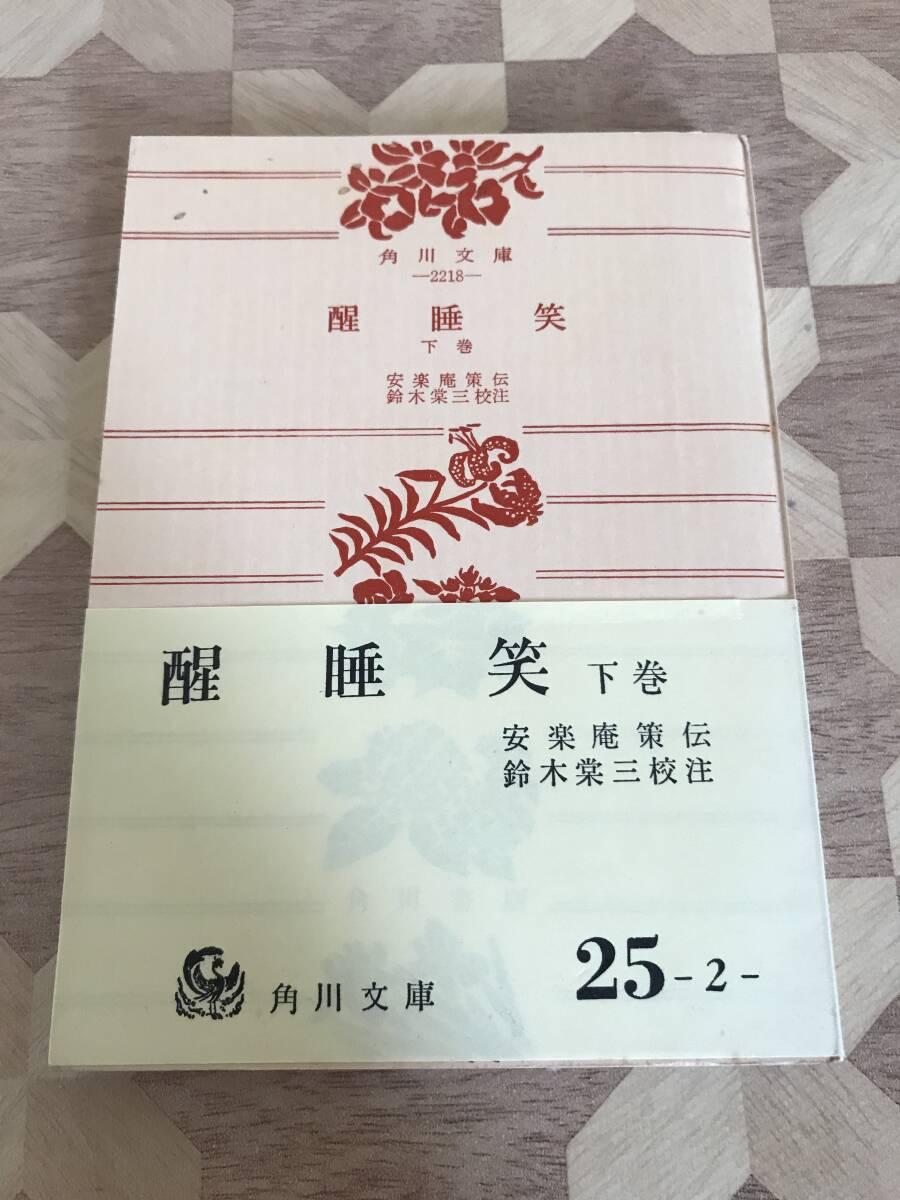 角川文庫
—2218—
醒睡笑
下巻
安楽庵策伝
鈴木棠三校注
醒睡笑 下巻
安楽庵策伝
鈴木棠三校注
角川文庫
25-2-